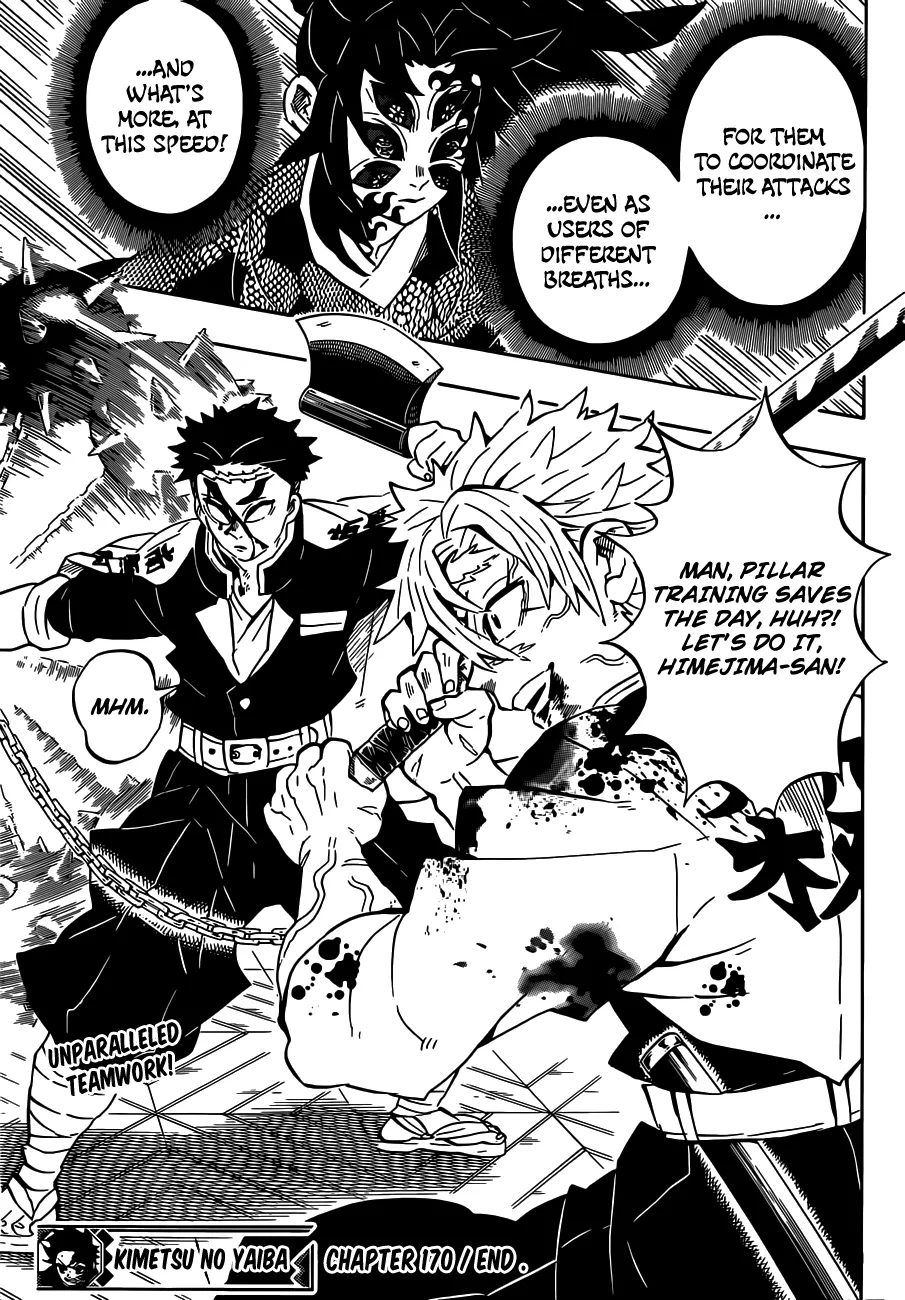 FOR THEM
TO COORDINATE
THEIR ATTACKS
...
...EVEN AS
USERS OF
DIFFERENT
BREATHS...
...AND
WHAT'S
MORE, AT
THIS SPEED!
MAN, PILLAR
TRAINING SAVES
THE DAY, HUH?!
LET'S DO IT,
HIMEJIMA-SAN!
MHM.
UNPARALLELED
TEAMWORK!
KIMETSU NO YAIBA
CHAPTER 170 / END.